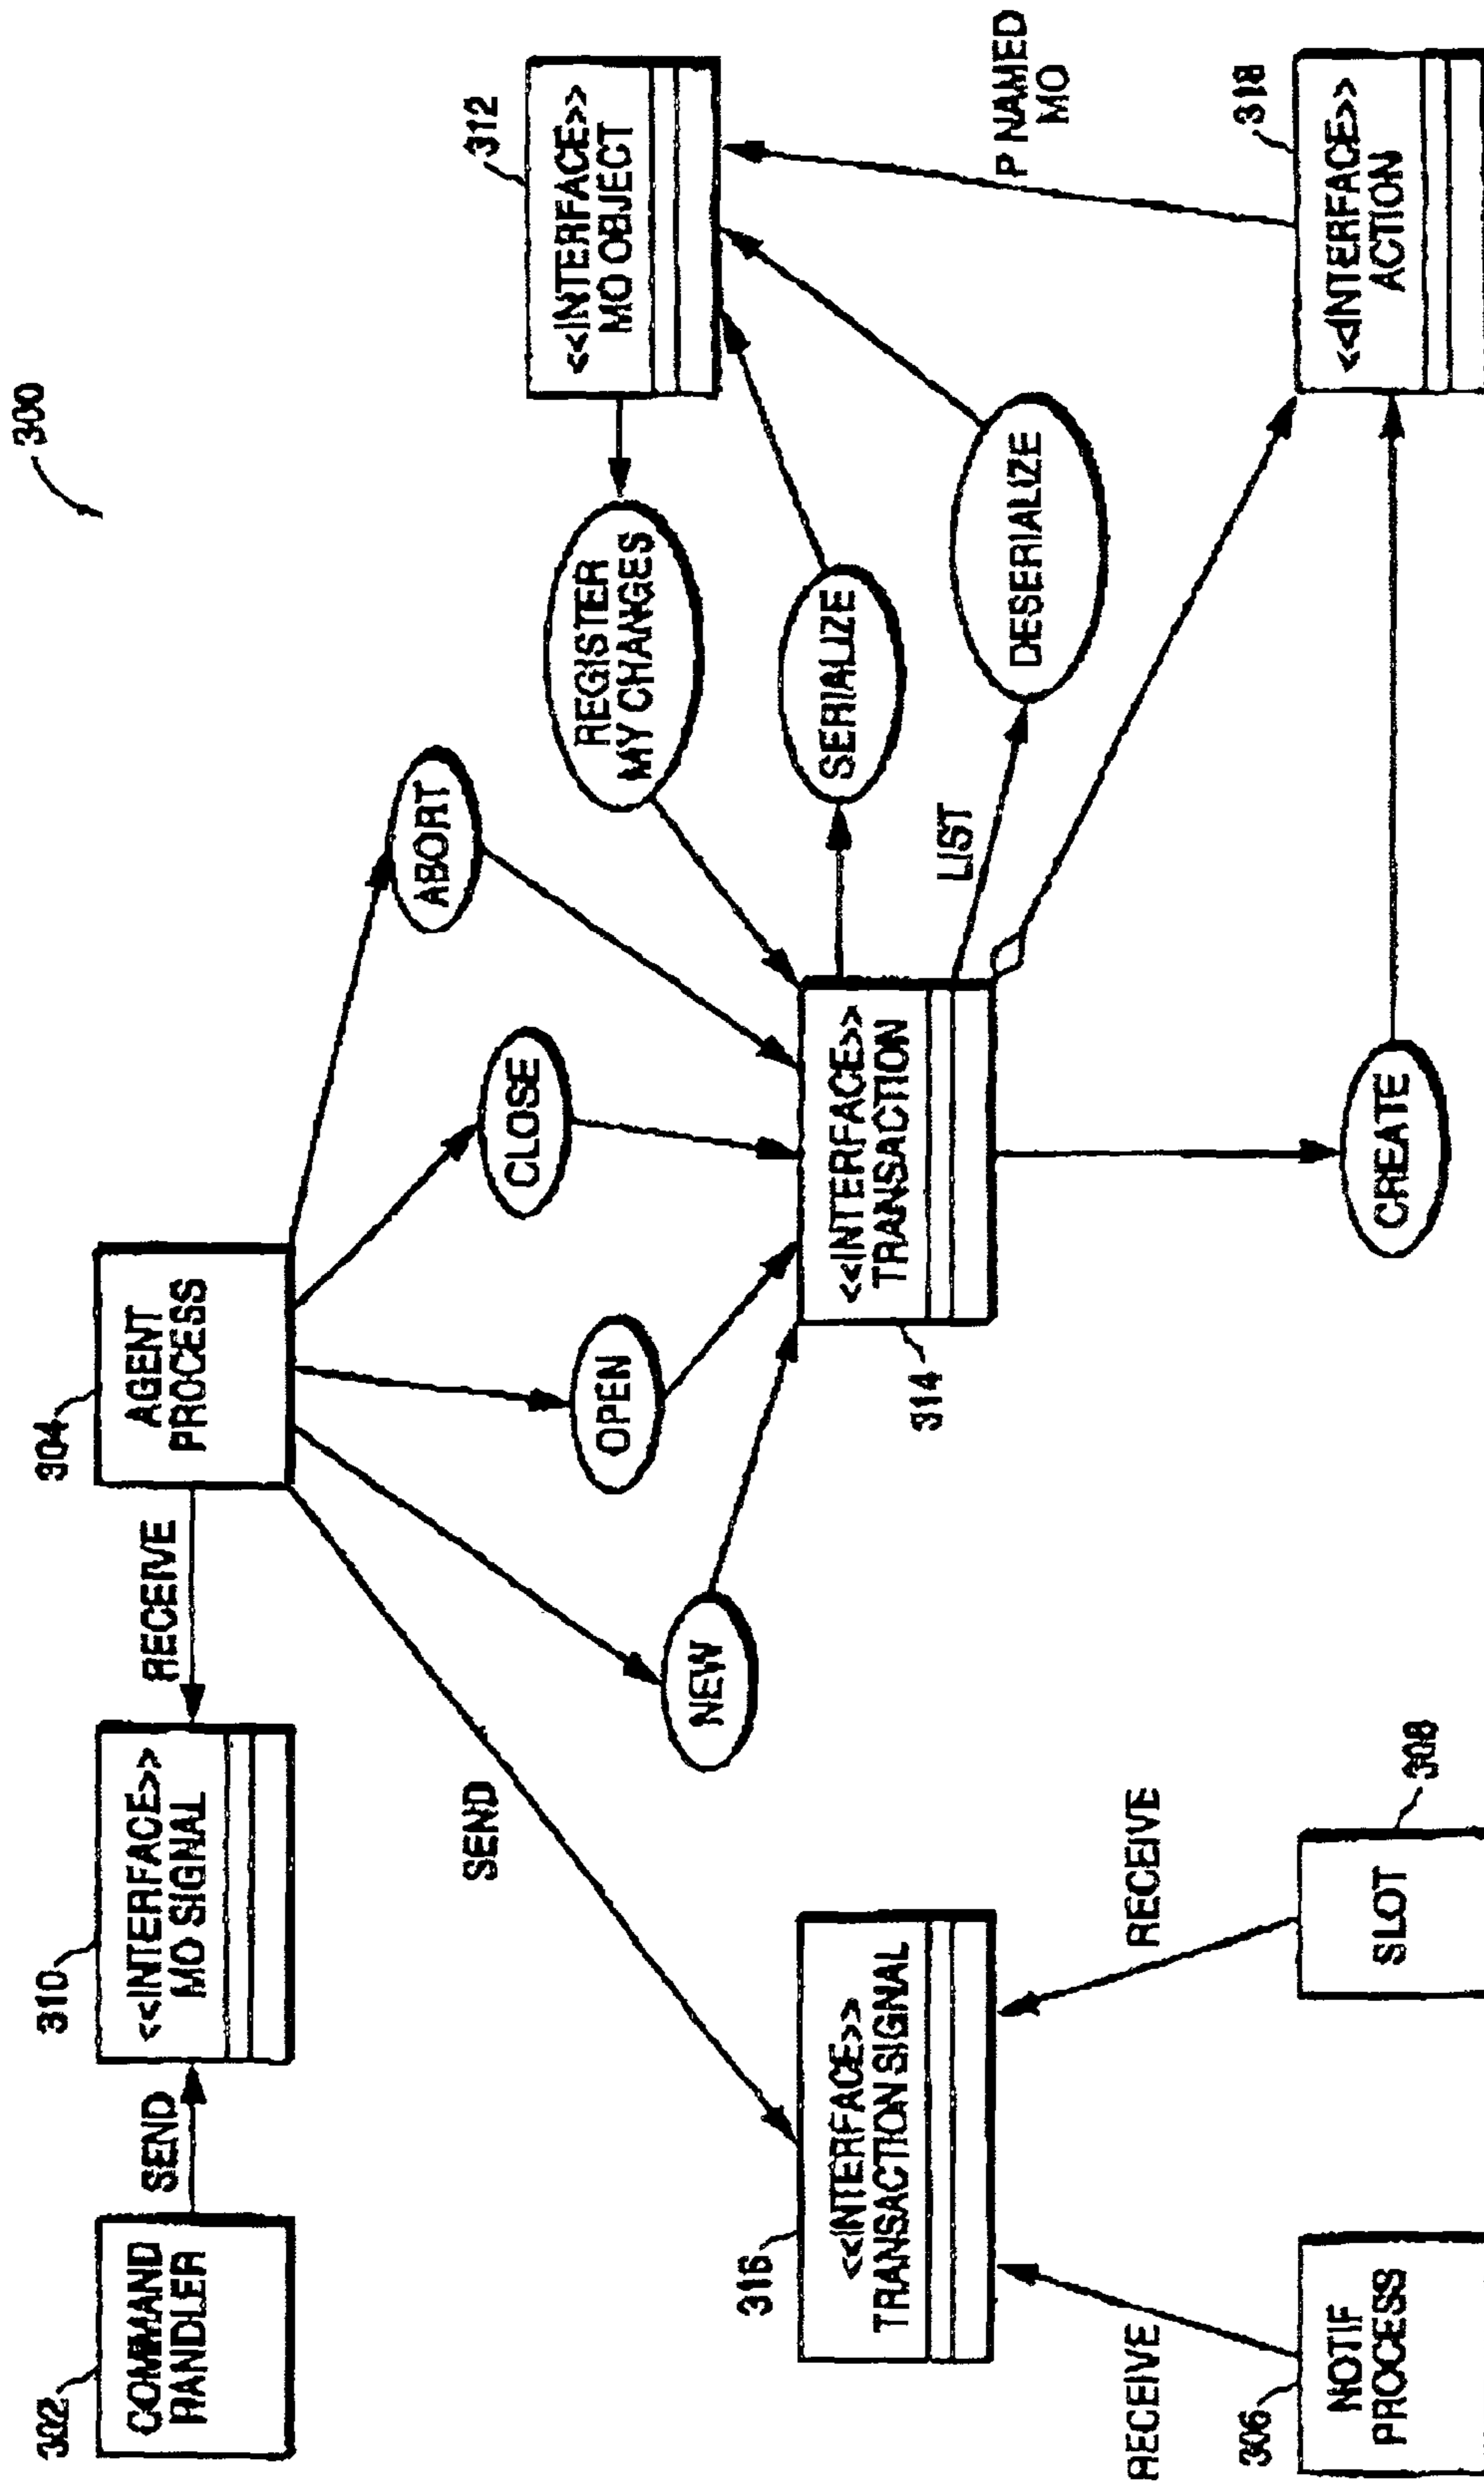 300
302
COMMAND
RANDLER
SEND
310
<<INTERFACE>>
MO SIGNAL
RECEIVE
304
AGENT
PROCESS
SEND
NEW
OPEN
CLOSE
ABORT
312
<<INTERFACE>>
MO OBJECT
REGISTER
MY CHANGES
SERIALIZE
LIST
DESERIALIZE
P NAMED
MO
316
<<INTERFACE>>
TRANSACTION SIGNAL
314
<<INTERFACE>>
TRANSACTION
RECEIVE
RECEIVE
306
NOTIF
PROCESS
308
SLOT
CREATE
318
<<INTERFACE>>
ACTION